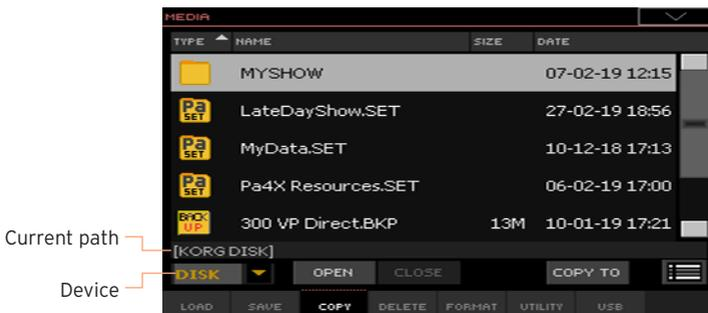 MEDIA
TYPE NAME SIZE DATE
MYSHOW 07-02-19 12:15
Pa SET LateDayShow.SET 27-02-19 18:56
Pa SET MyData.SET 10-12-18 17:13
Pa SET Pa4X Resources.SET 06-02-19 17:00
BACK UP 300 VP Direct.BKP 13M 10-01-19 17:21
Current path
[KORG DISK]
Device
DISK OPEN CLOSE COPY TO
LOAD SAVE COPY DELETE FORMAT UTILITY USB